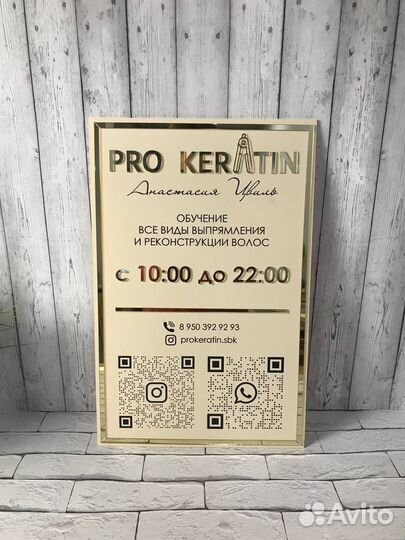 PRO KERATIN
Анастасия Цвиль
ОБУЧЕНИЕ
ВСЕ ВИДЫ ВЫПРЯМЛЕНИЯ
И РЕКОНСТРУКЦИИ ВОЛОС
с 10:00 до 22:00
8 950 392 92 93
prokeratin.sbk
Avito